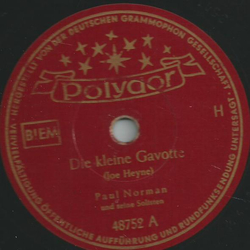 HERGESTELLT VON DER DEUTSCHEN GRAMMOPHON GESELLSCHAFT
Polydor
H
BIEM
Die kleine Gavotte
(Joe Heyne)
Paul Norman
und seine Solisten
48752 A
VERVIELFÄLTIGUNG ÖFFENTLICHE AUFFÜHRUNG UND RUNDFUNKSENDUNG UNTERSAGT